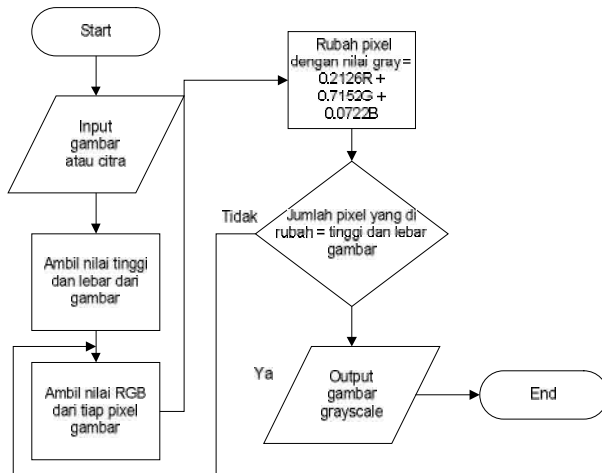 Start
Input
gambar
atau citra
Ambil nilai tinggi
dan lebar dari
gambar
Ambil nilai RGB
dari tiap pixel
gambar
Rubah pixel
dengan nilai gray=
0.2126R +
0.7152G +
0.0722B
Tidak
Jumlah pixel yang di
rubah = tinggi dan lebar
gambar
Ya
Output
gambar
grayscale
End